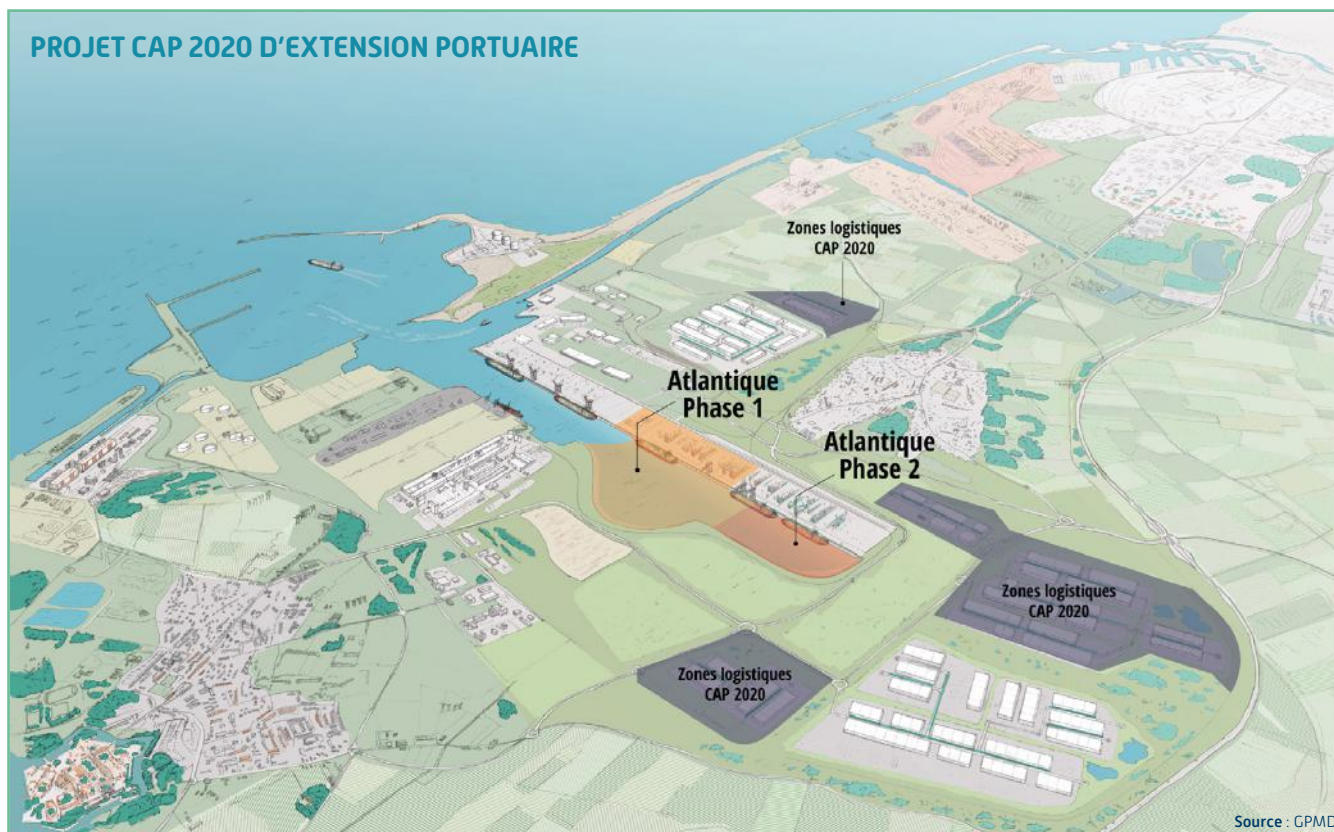 PROJET CAP 2020 D'EXTENSION PORTUAIRE
Zones logistiques
CAP 2020
Atlantique
Phase 1
Atlantique
Phase 2
Zones logistiques
CAP 2020
Zones logistiques
CAP 2020
Source : GPMD